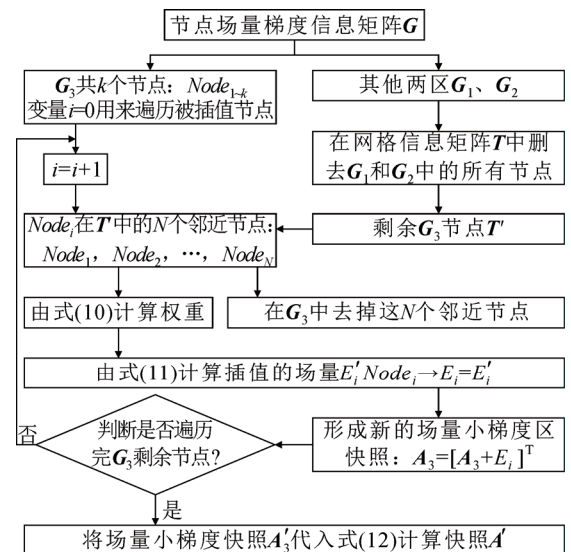 节点场量梯度信息矩阵G
G₃共k个节点：Node₁₋ₖ
变量i=0用来遍历被插值节点
其他两区G₁、G₂
在网格信息矩阵T中删
去G₁和G₂中的所有节点
i=i+1
Nodeᵢ在T'中的N个邻近节点：
Node₁，Node₂，…，Node_N
剩余G₃节点T'
由式(10)计算权重
在G₃中去掉这N个邻近节点
由式(11)计算插值的场量E'ᵢNodeᵢ→Eᵢ=E'ᵢ
否
判断是否遍历
完G₃剩余节点?
形成新的场量小梯度区
快照：A₃=[A₃+Eᵢ]ᵀ
是
将场量小梯度快照A'₃代入式(12)计算快照A'